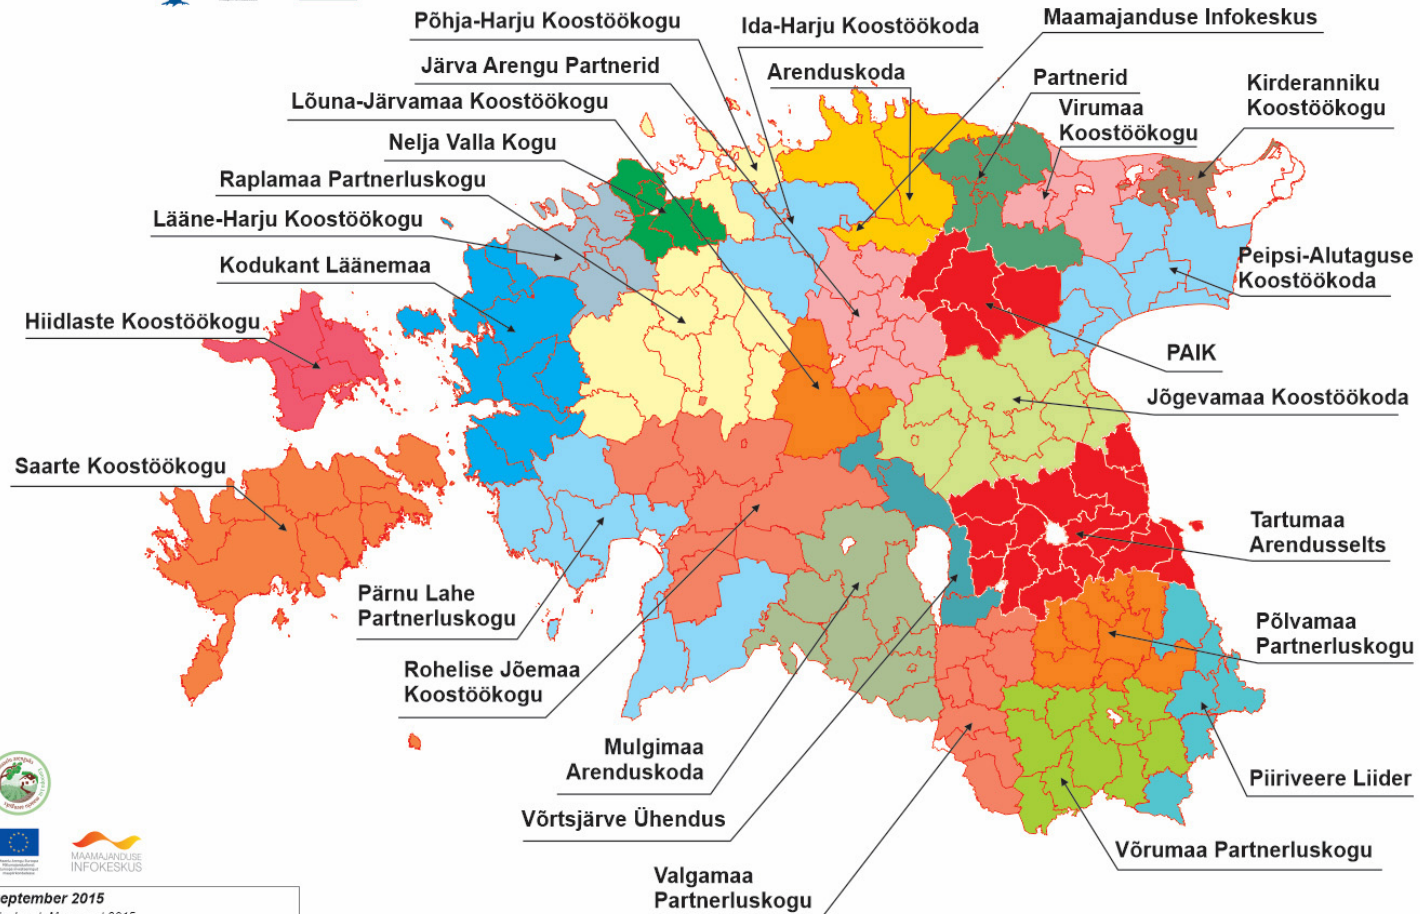 Põhja-Harju Koostöökogu
Ida-Harju Koostöökoda
Maamajanduse Infokeskus
Järva Arengu Partnerid
Arenduskoda
Partnerid
Kirderanniku
Koostöökogu
Lõuna-Järvamaa Koostöökogu
Virumaa
Koostöökogu
Nelja Valla Kogu
Raplamaa Partnerluskogu
Lääne-Harju Koostöökogu
Kodukant Läänemaa
Peipsi-Alutaguse
Koostöökoda
Hiidlaste Koostöökogu
PAIK
Jõgevamaa Koostöökoda
Saarte Koostöökogu
Tartumaa
Arendusselts
Pärnu Lahe
Partnerluskogu
Põlvamaa
Partnerluskogu
Rohelise Jõemaa
Koostöökogu
Mulgimaa
Arenduskoda
Piiriveere Liider
Võrtsjärve Ühendus
Võrumaa Partnerluskogu
Valgamaa
Partnerluskogu
MAAMAJANDUSE
INFOKESKUS
eptember 2015